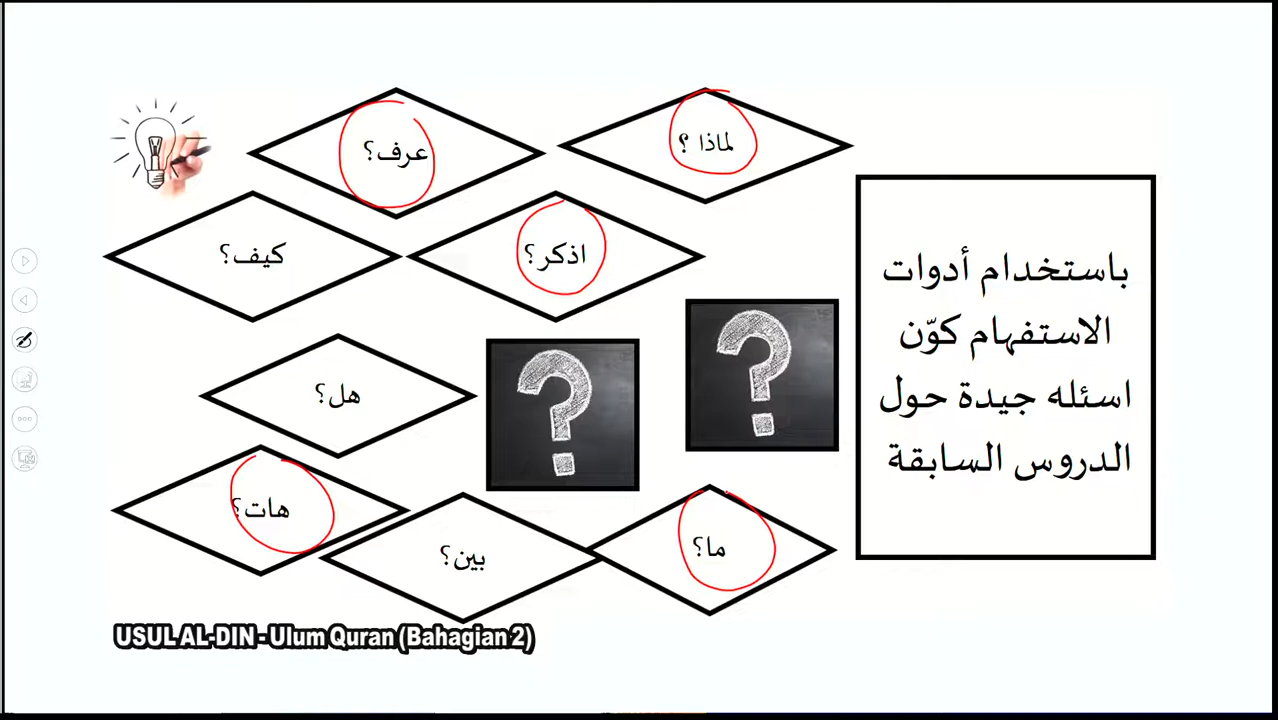 لماذا ؟
عرف؟
اذكر؟
كيف؟
هل؟
هات؟
بين؟
ما؟
باستخدام أدوات
الاستفهام كوّن
اسئله جيدة حول
الدروس السابقة
USUL AL-DIN - Ulum Quran (Bahagian 2)